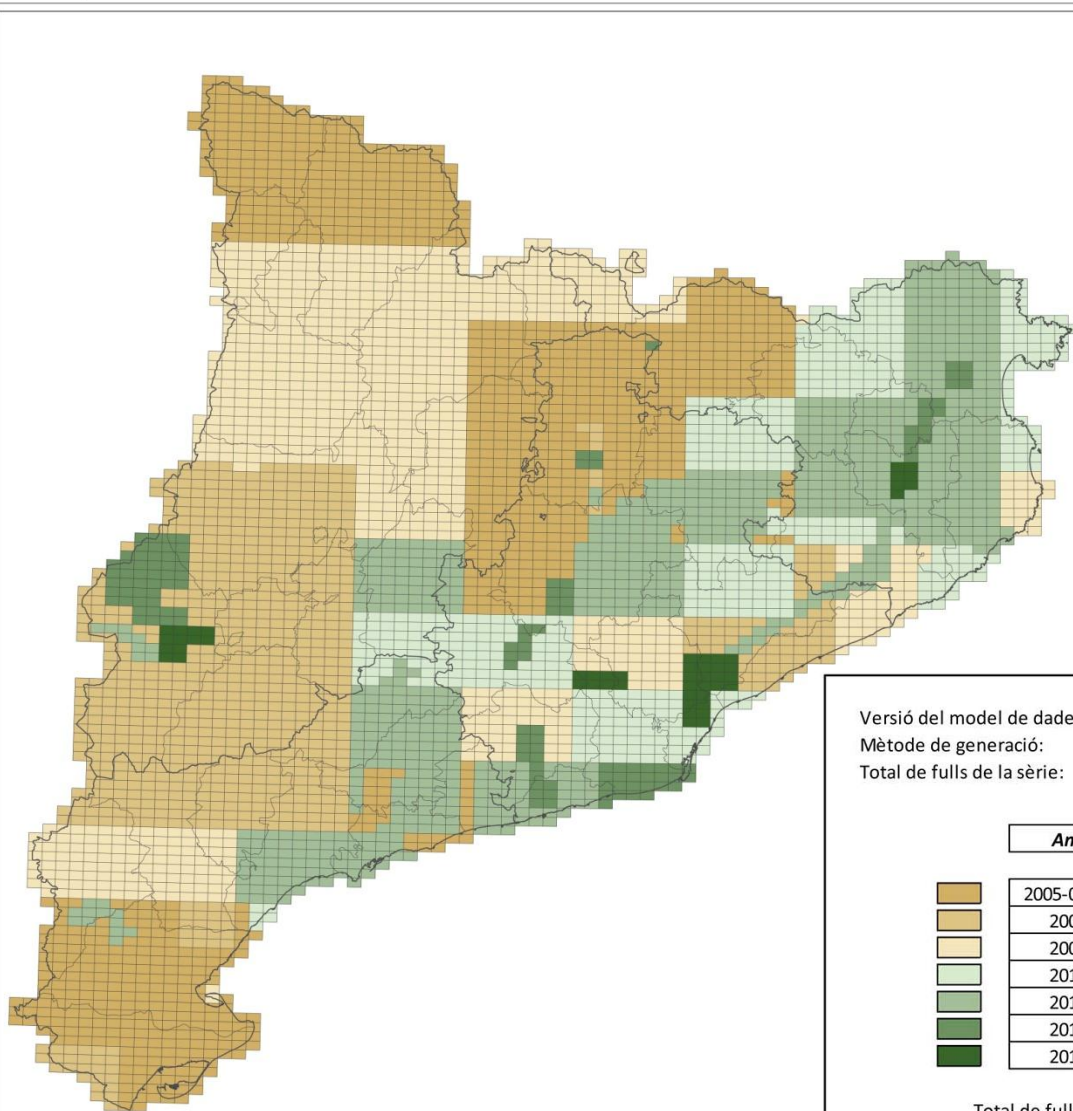 Versió del model de dade
Mètode de generació:
Total de fulls de la sèrie:
An
2005-0
200
200
201
201
201
201
Total de full